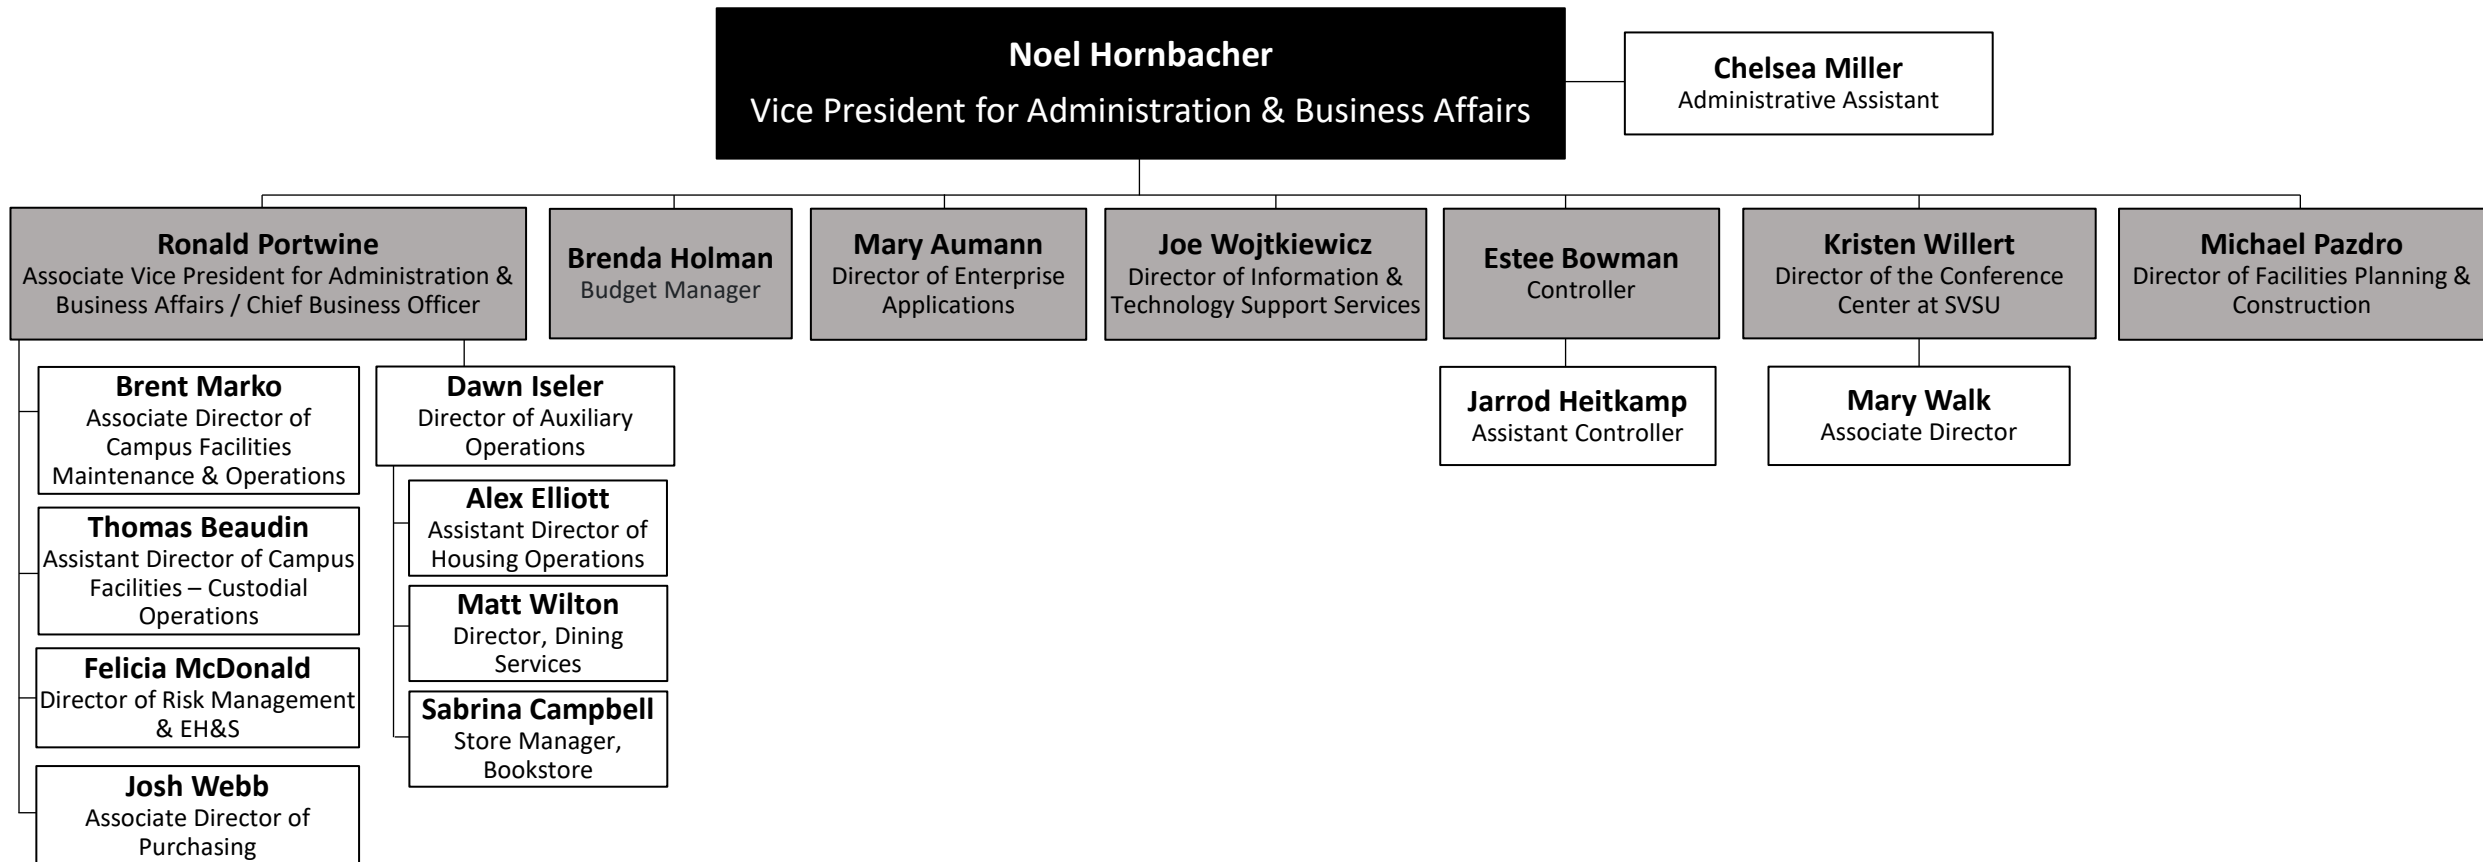 Noel Hornbacher
Vice President for Administration & Business Affairs
Chelsea Miller
Administrative Assistant
Ronald Portwine
Associate Vice President for Administration &
Business Affairs / Chief Business Officer
Brenda Holman
Budget Manager
Mary Aumann
Director of Enterprise
Applications
Joe Wojtkiewicz
Director of Information &
Technology Support Services
Estee Bowman
Controller
Kristen Willert
Director of the Conference
Center at SVSU
Michael Pazdro
Director of Facilities Planning &
Construction
Brent Marko
Associate Director of
Campus Facilities
Maintenance & Operations
Thomas Beaudin
Assistant Director of Campus
Facilities – Custodial
Operations
Felicia McDonald
Director of Risk Management
& EH&S
Josh Webb
Associate Director of
Purchasing
Dawn Iseler
Director of Auxiliary
Operations
Alex Elliott
Assistant Director of
Housing Operations
Matt Wilton
Director, Dining
Services
Sabrina Campbell
Store Manager,
Bookstore
Jarrod Heitkamp
Assistant Controller
Mary Walk
Associate Director